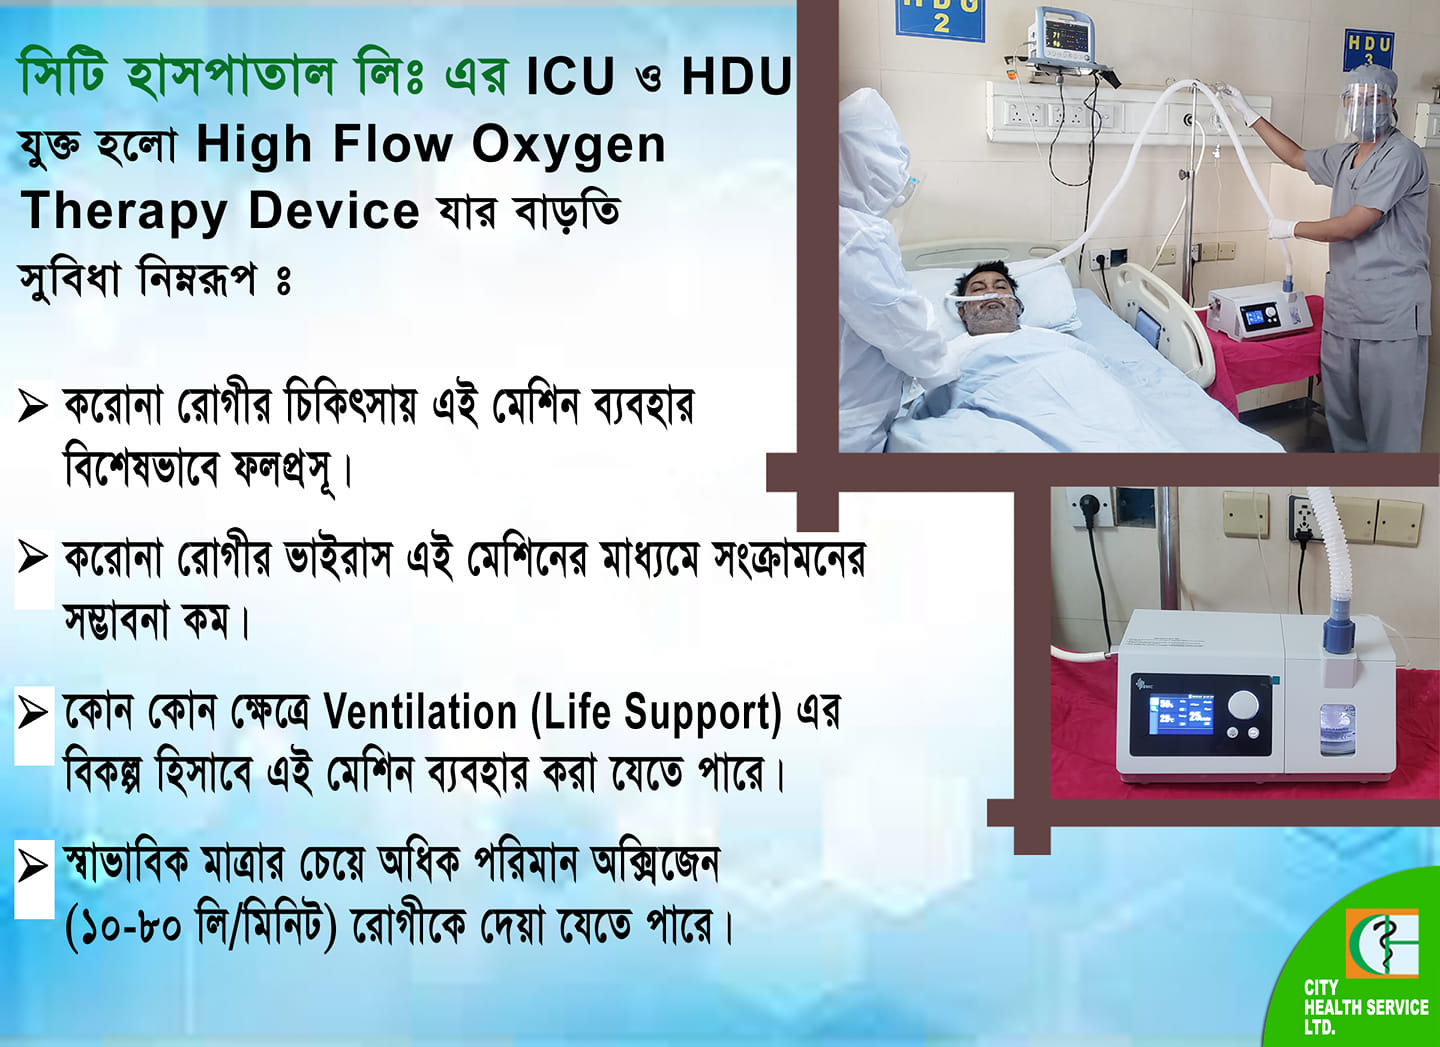 সিটি হাসপাতাল লিঃ এর ICU ও HDU
যুক্ত হলো High Flow Oxygen
Therapy Device যার বাড়তি
সুবিধা নিম্নরূপ ঃ
➢ করোনা রোগীর চিকিৎসায় এই মেশিন ব্যবহার
বিশেষভাবে ফলপ্রসূ।
➢ করোনা রোগীর ভাইরাস এই মেশিনের মাধ্যমে সংক্রামনের
সম্ভাবনা কম।
➢ কোন কোন ক্ষেত্রে Ventilation (Life Support) এর
বিকল্প হিসাবে এই মেশিন ব্যবহার করা যেতে পারে।
➢ স্বাভাবিক মাত্রার চেয়ে অধিক পরিমান অক্সিজেন
(১০-৮০ লি/মিনিট) রোগীকে দেয়া যেতে পারে।
HDU
2
HDU
3
CITY
HEALTH SERVICE
LTD.